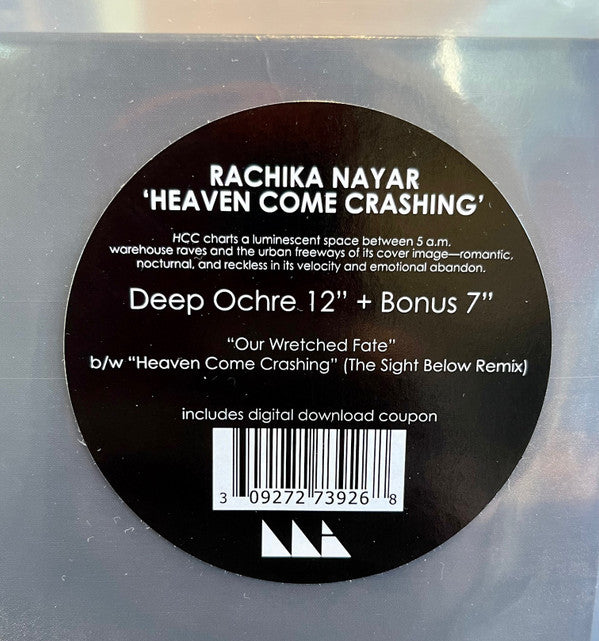 RACHIKA NAYAR
‘HEAVEN COME CRASHING’
HCC charts a luminescent space between 5 a.m.
warehouse raves and the urban freeways of its cover image—romantic,
nocturnal, and reckless in its velocity and emotional abandon.
Deep Ochre 12” + Bonus 7”
“Our Wretched Fate”
b/w “Heaven Come Crashing” (The Sight Below Remix)
includes digital download coupon
3 09272 73926 8